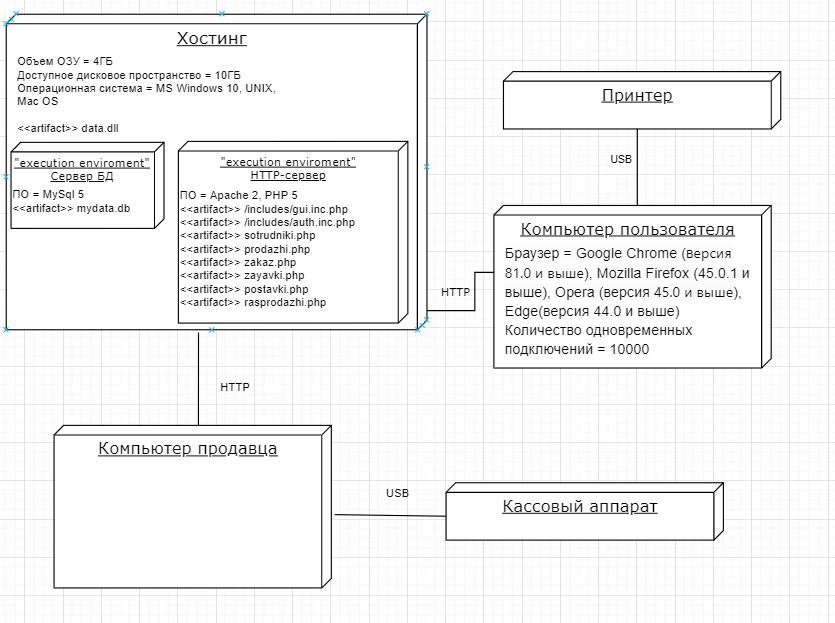 Хостинг
Объем ОЗУ = 4ГБ
Доступное дисковое пространство = 10ГБ
Операционная система = MS Windows 10, UNIX,
Mac OS
<<artifact>> data.dll
"execution enviroment"
Сервер БД
ПО = MySql 5
<<artifact>> mydata.db
"execution enviroment"
HTTP-сервер
ПО = Apache 2, PHP 5
<<artifact>> /includes/gui.inc.php
<<artifact>> /includes/auth.inc.php
<<artifact>> sotrudniki.php
<<artifact>> prodazhi.php
<<artifact>> zakaz.php
<<artifact>> zayavki.php
<<artifact>> postavki.php
<<artifact>> rasprodazhi.php
Принтер
USB
Компьютер пользователя
Браузер = Google Chrome (версия
81.0 и выше), Mozilla Firefox (45.0.1 и
выше), Opera (версия 45.0 и выше),
Edge(версия 44.0 и выше)
Количество одновременных
подключений = 10000
HTTP
HTTP
Компьютер продавца
USB
Кассовый аппарат